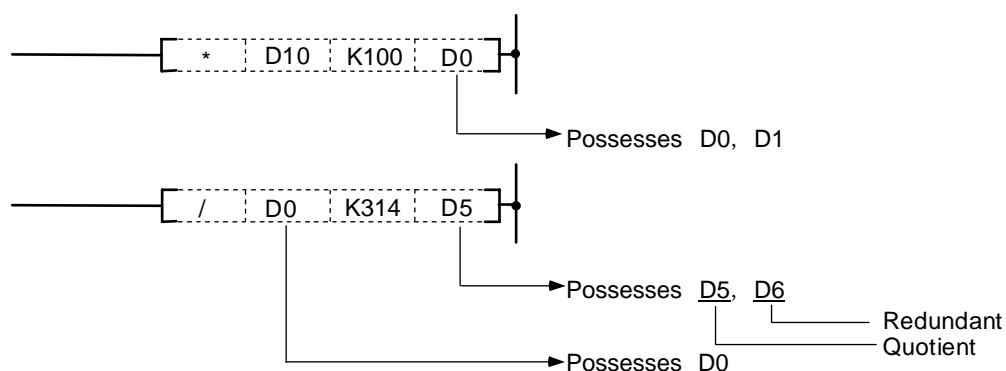 * D10 K100 D0
Possesses D0, D1
/ D0 K314 D5
Possesses D5, D6
Redundant
Quotient
Possesses D0